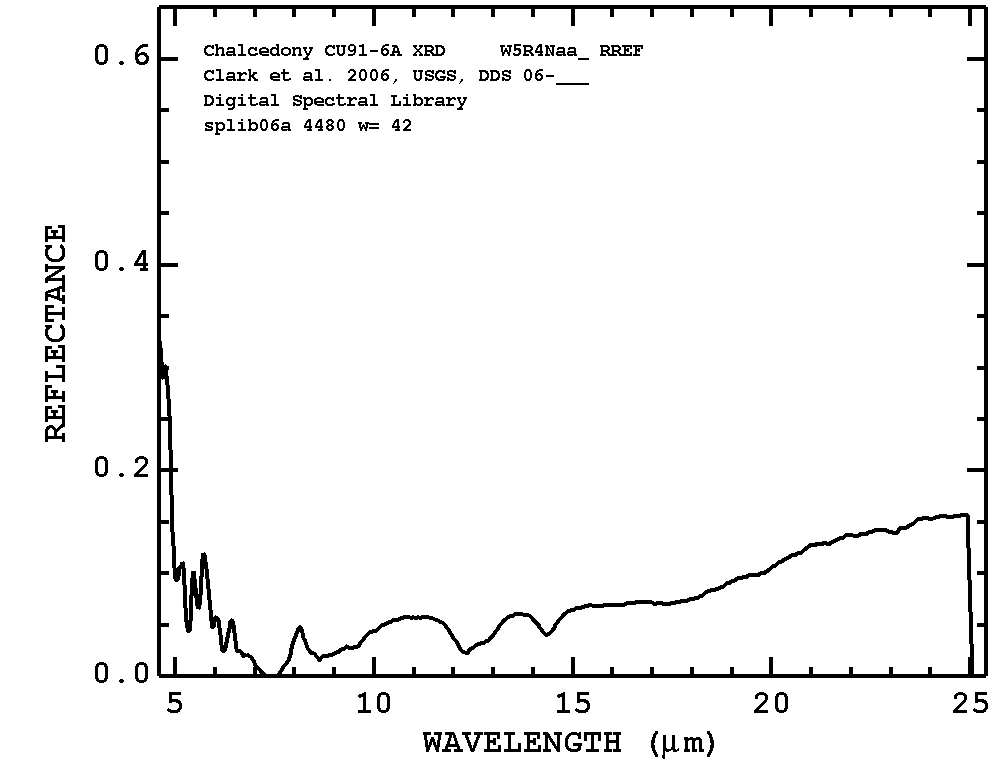 0.6
Chalcedony CU91-6A XRD W5R4Naa_ RREF
Clark et al. 2006, USGS, DDS 06-___
Digital Spectral Library
splib06a 4480 w= 42
0.4
0.2
0.0
REFLECTANCE
5 10 15 20 25
WAVELENGTH (μm)